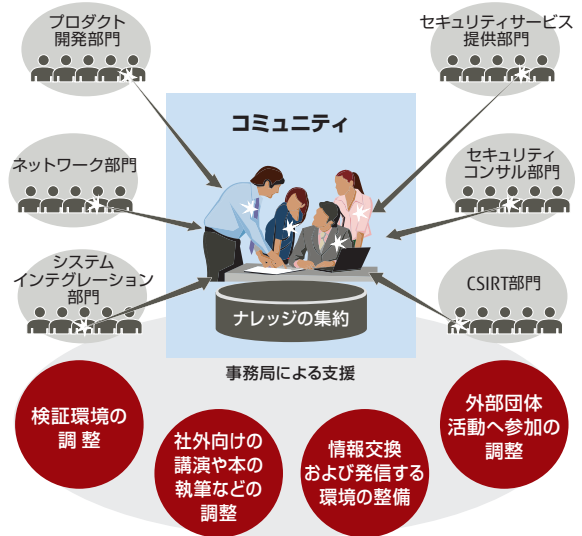 プロダクト
開発部門
セキュリティサービス
提供部門
コミュニティ
ネットワーク部門
セキュリティ
コンサル部門
システム
インテグレーション
部門
CSIRT部門
ナレッジの集約
事務局による支援
検証環境の
調 整
社外向けの
講演や本の
執筆などの
調整
情報交換
および発信する
環境の整備
外部団体
活動へ参加の
調整